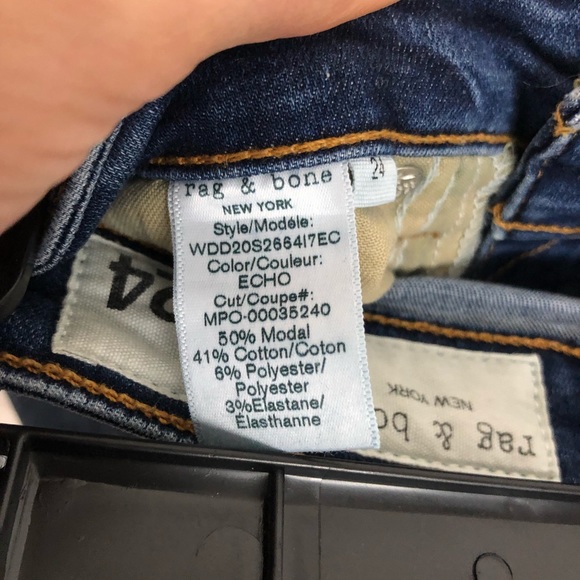 rag & bone
NEW YORK
Style/Modéle:
WDD20S2664I7EC
Color/Couleur:
ECHO
Cut/Coupe#:
MPO-00035240
50% Modal
41% Cotton/Coton
6% Polyester/
Polyester
3%Elastane/
Élasthanne
24
24
rag & bo
NEW YORK